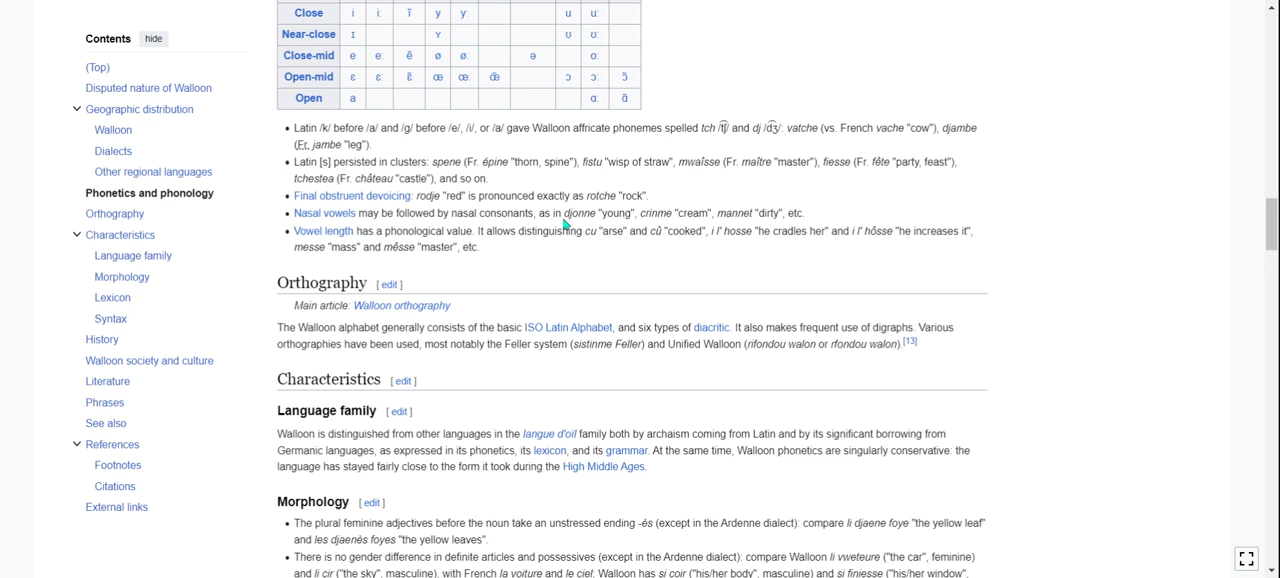 Contents hide
(Top)
Disputed nature of Walloon
Geographic distribution
Walloon
Dialects
Other regional languages
Phonetics and phonology
Orthography
Characteristics
Language family
Morphology
Lexicon
Syntax
History
Walloon society and culture
Literature
Phrases
See also
References
Footnotes
Citations
External links
Close i iː ĩ y yː u uː
Near-close ɪ ʏ ʊ ʊː
Close-mid e eː ẽ ø øː ə oː
Open-mid ɛ ɛː ɛ̃ œ œː œ̃ ɔ ɔː ɔ̃
Open a ɑː ɑ̃
• Latin /k/ before /a/ and /g/ before /e/, /i/, or /a/ gave Walloon affricate phonemes spelled tch /t͡ʃ/ and dj /d͡ʒ/: vatche (vs. French vache "cow"), djambe
(Fr. jambe "leg").
• Latin [s] persisted in clusters: spene (Fr. épine "thorn, spine"), fistu "wisp of straw", mwaîsse (Fr. maître "master"), fiesse (Fr. fête "party, feast"),
tchestea (Fr. château "castle"), and so on.
• Final obstruent devoicing: rodje "red" is pronounced exactly as rotche "rock".
• Nasal vowels may be followed by nasal consonants, as in djonne "young", crinme "cream", mannet "dirty", etc.
• Vowel length has a phonological value. It allows distinguishing cu "arse" and cû "cooked", i l' hosse "he cradles her" and i l' hôsse "he increases it",
messe "mass" and mêsse "master", etc.
Orthography [ edit ]
Main article: Walloon orthography
The Walloon alphabet generally consists of the basic ISO Latin Alphabet, and six types of diacritic. It also makes frequent use of digraphs. Various
orthographies have been used, most notably the Feller system (sistinme Feller) and Unified Walloon (rifondou walon or rfondou walon).[13]
Characteristics [ edit ]
Language family [ edit ]
Walloon is distinguished from other languages in the langue d'oïl family both by archaism coming from Latin and by its significant borrowing from
Germanic languages, as expressed in its phonetics, its lexicon, and its grammar. At the same time, Walloon phonetics are singularly conservative: the
language has stayed fairly close to the form it took during the High Middle Ages.
Morphology [ edit ]
• The plural feminine adjectives before the noun take an unstressed ending -ès (except in the Ardenne dialect): compare li djaene foye "the yellow leaf"
and les djaenès foyes "the yellow leaves".
• There is no gender difference in definite articles and possessives (except in the Ardenne dialect): compare Walloon li vweteure ("the car", feminine)
and li cir ("the sky", masculine), with French la voiture and le ciel; Walloon has si coir ("his/her body", masculine) and si finiesse ("his/her window",